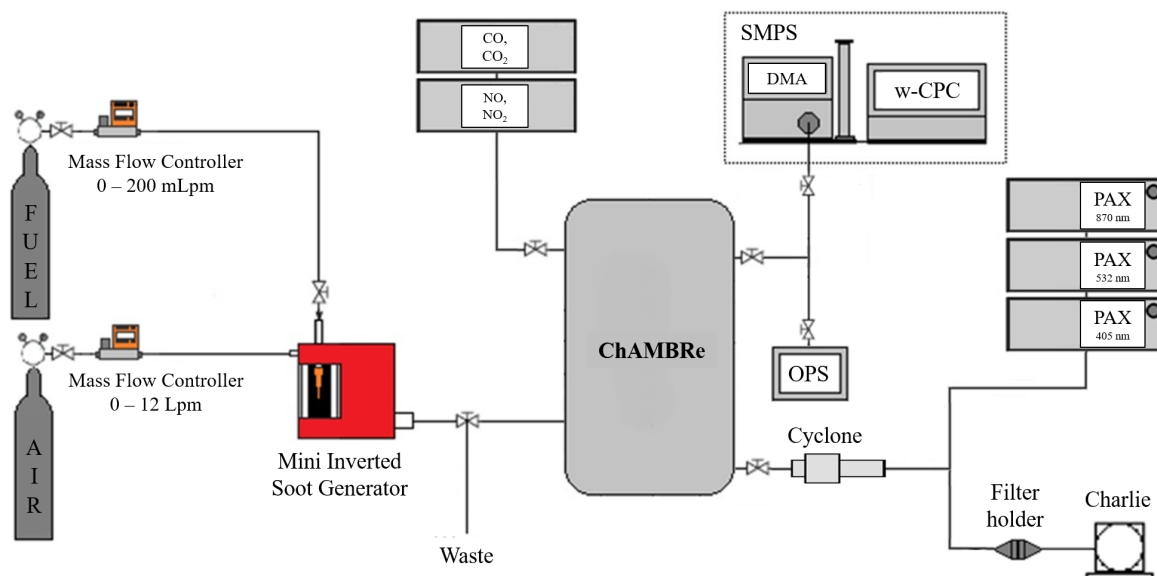 CO,
CO2
NO,
NO2
SMPS
DMA
w-CPC
Mass Flow Controller
0 – 200 mLpm
FUEL
PAX
870 nm
PAX
532 nm
PAX
405 nm
ChAMBRe
OPS
Mass Flow Controller
0 – 12 Lpm
AIR
Mini Inverted
Soot Generator
Cyclone
Filter
holder
Charlie
Waste